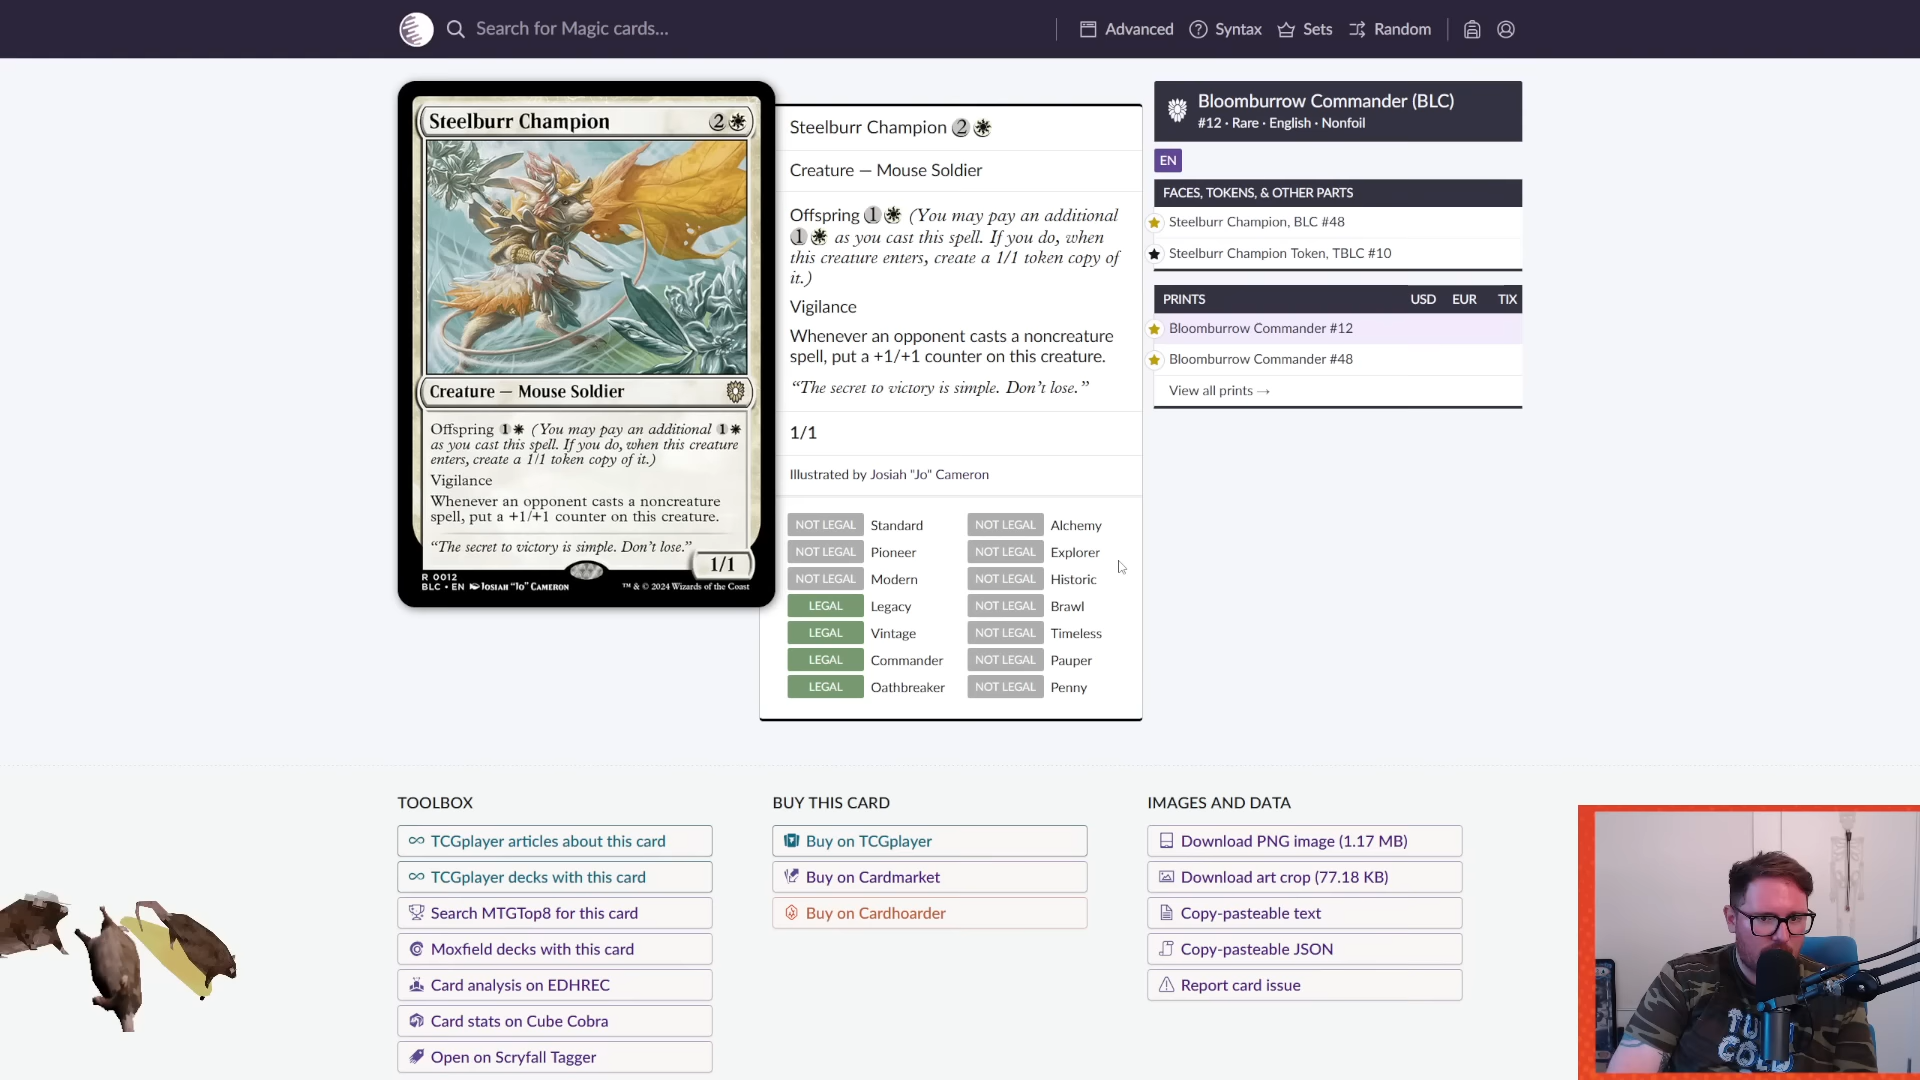 Search for Magic cards...
Advanced
Syntax
Sets
Random
Steelburr Champion 2
Creature — Mouse Soldier
Offspring 1 (You may pay an additional 1
as you cast this spell. If you do, when this creature
enters, create a 1/1 token copy of it.)
Vigilance
Whenever an opponent casts a noncreature
spell, put a +1/+1 counter on this creature.
“The secret to victory is simple. Don’t lose.”
1/1
R 0012
BLC • EN JOSIAH “JO” CAMERON
™ & © 2024 Wizards of the Coast
Steelburr Champion 2
Creature — Mouse Soldier
Offspring 1 (You may pay an additional
1 as you cast this spell. If you do, when
this creature enters, create a 1/1 token copy of
it.)
Vigilance
Whenever an opponent casts a noncreature
spell, put a +1/+1 counter on this creature.
“The secret to victory is simple. Don’t lose.”
1/1
Illustrated by Josiah "Jo" Cameron
NOT LEGAL Standard NOT LEGAL Alchemy
NOT LEGAL Pioneer NOT LEGAL Explorer
NOT LEGAL Modern NOT LEGAL Historic
LEGAL Legacy NOT LEGAL Brawl
LEGAL Vintage NOT LEGAL Timeless
LEGAL Commander NOT LEGAL Pauper
LEGAL Oathbreaker NOT LEGAL Penny
Bloomburrow Commander (BLC)
#12 · Rare · English · Nonfoil
EN
FACES, TOKENS, & OTHER PARTS
Steelburr Champion, BLC #48
Steelburr Champion Token, TBLC #10
PRINTS USD EUR TIX
Bloomburrow Commander #12
Bloomburrow Commander #48
View all prints →
TOOLBOX
TCGplayer articles about this card
TCGplayer decks with this card
Search MTGTop8 for this card
Moxfield decks with this card
Card analysis on EDHREC
Card stats on Cube Cobra
Open on Scryfall Tagger
BUY THIS CARD
Buy on TCGplayer
Buy on Cardmarket
Buy on Cardhoarder
IMAGES AND DATA
Download PNG image (1.17 MB)
Download art crop (77.18 KB)
Copy-pasteable text
Copy-pasteable JSON
Report card issue